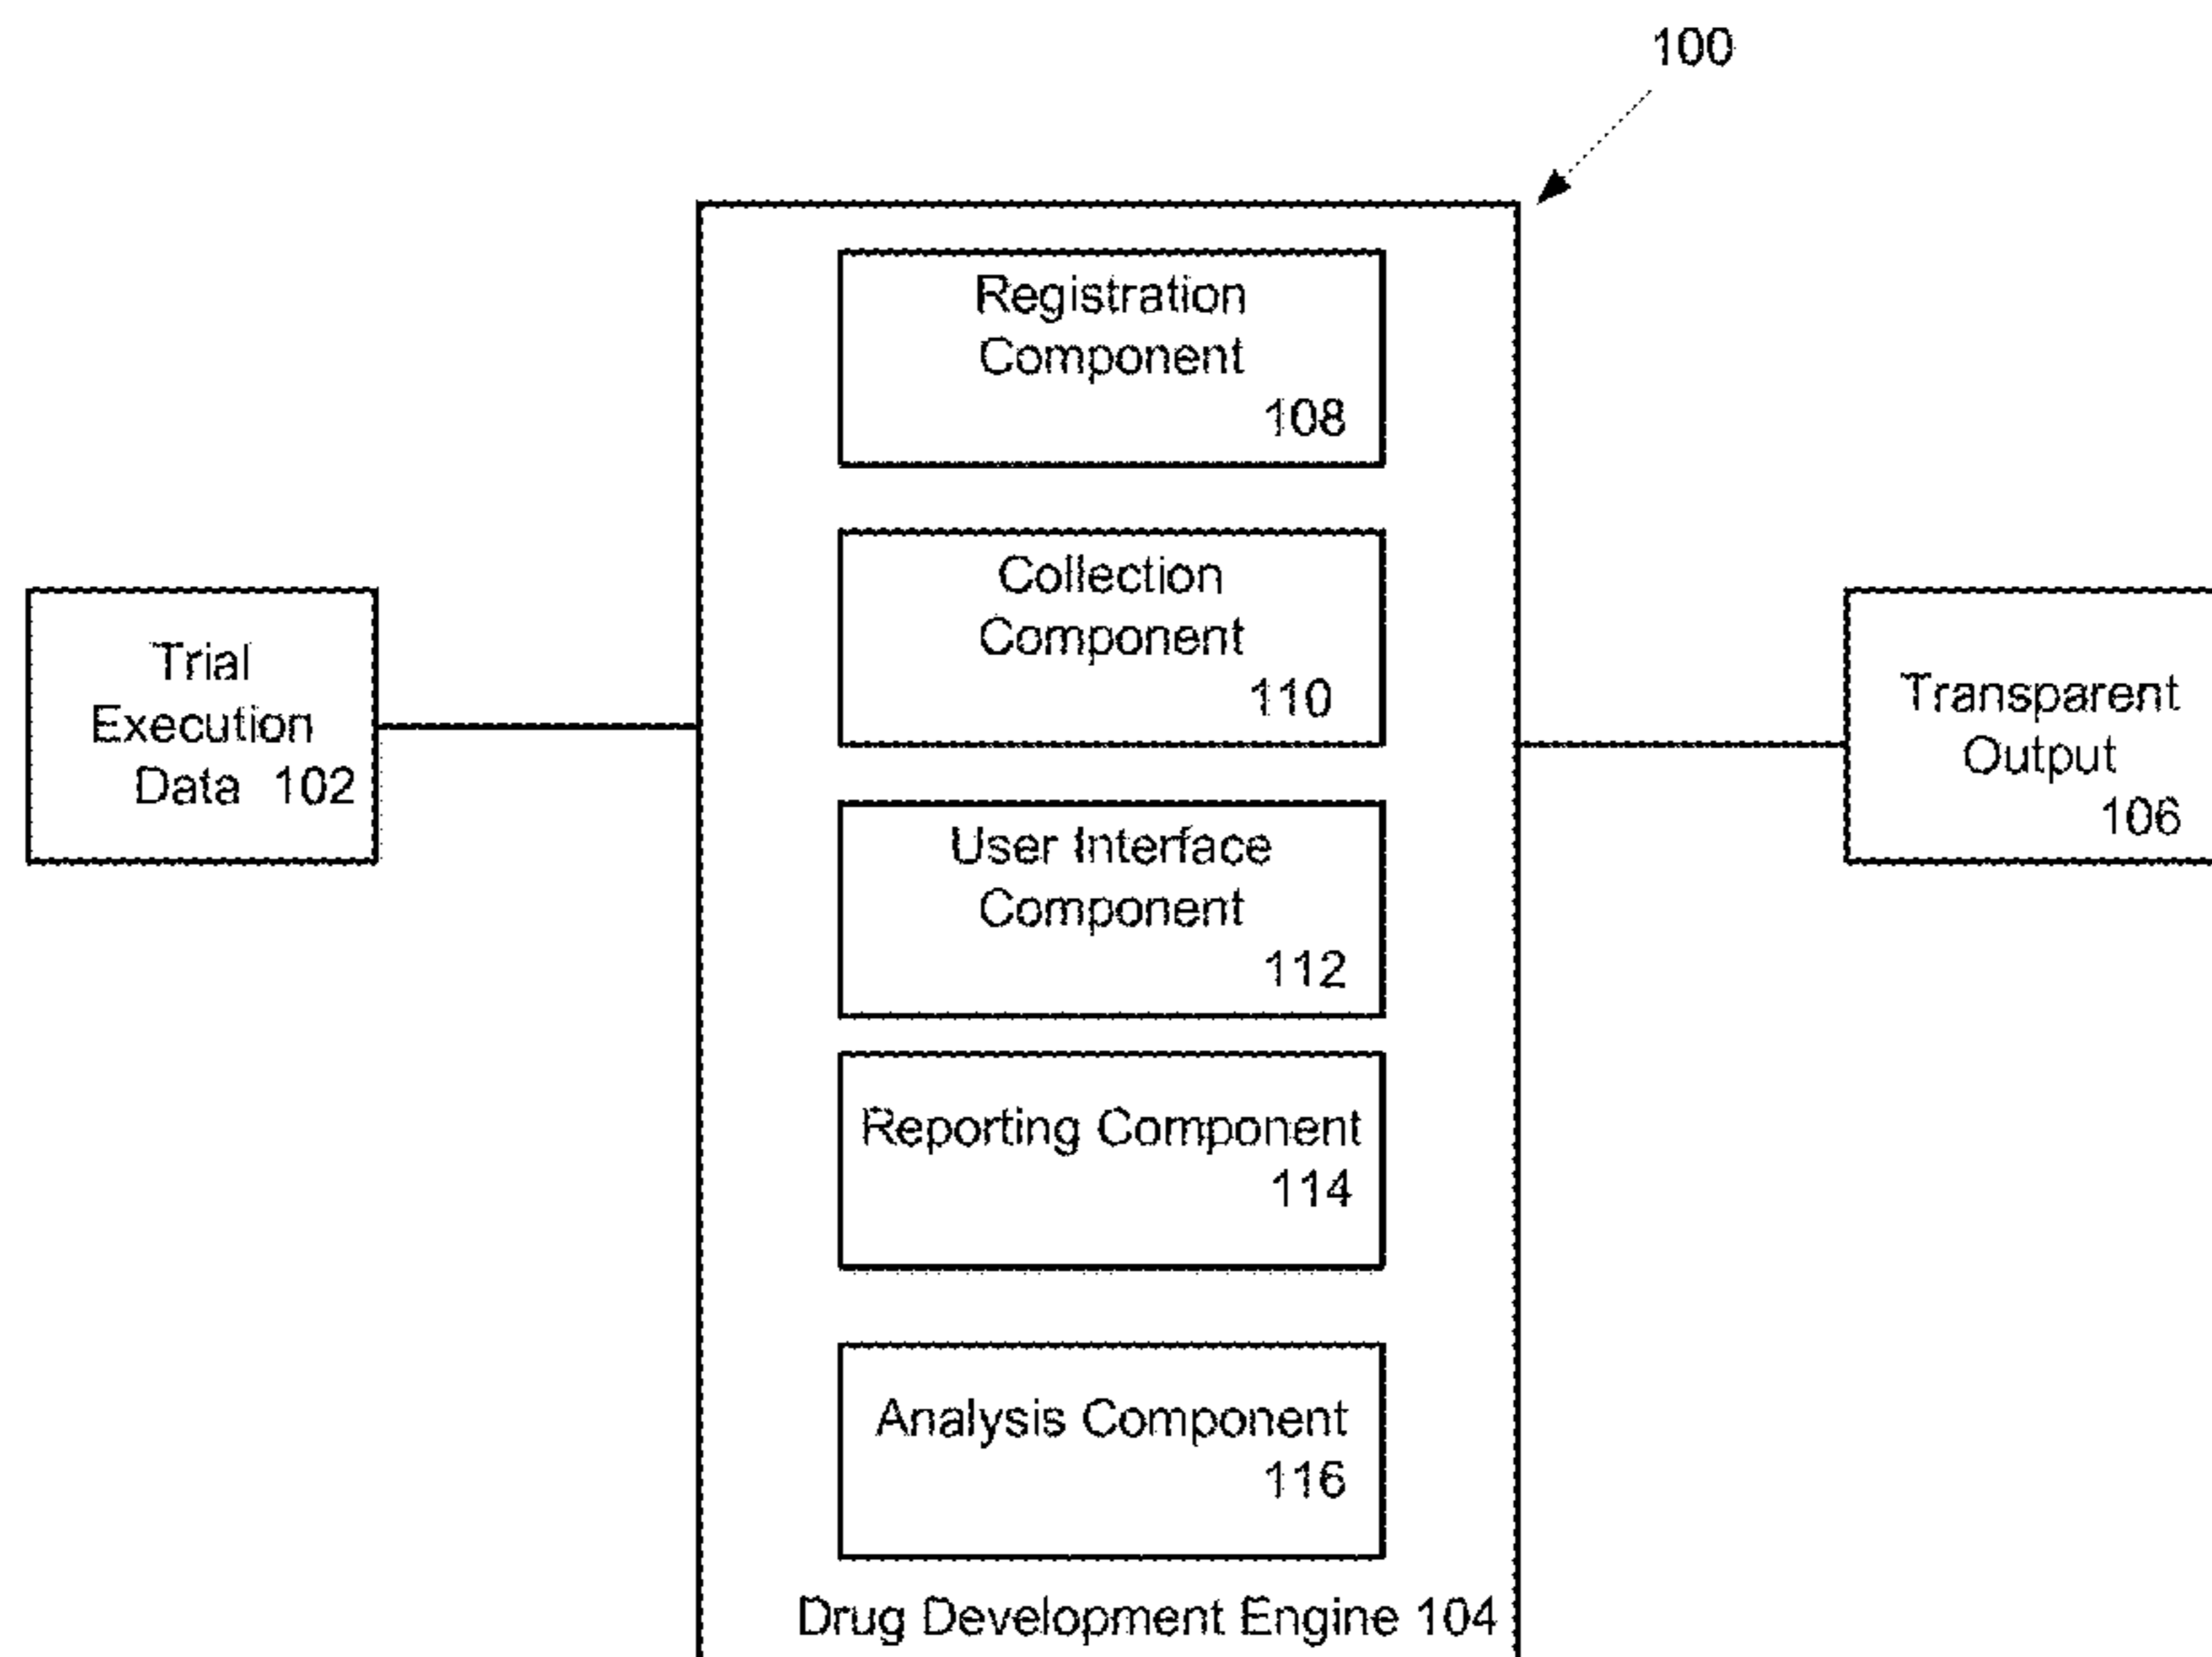 100
Registration
Component
108
Collection
Component
110
Trial
Execution
Data 102
Transparent
Output
106
User Interface
Component
112
Reporting Component
114
Analysis Component
116
Drug Development Engine 104